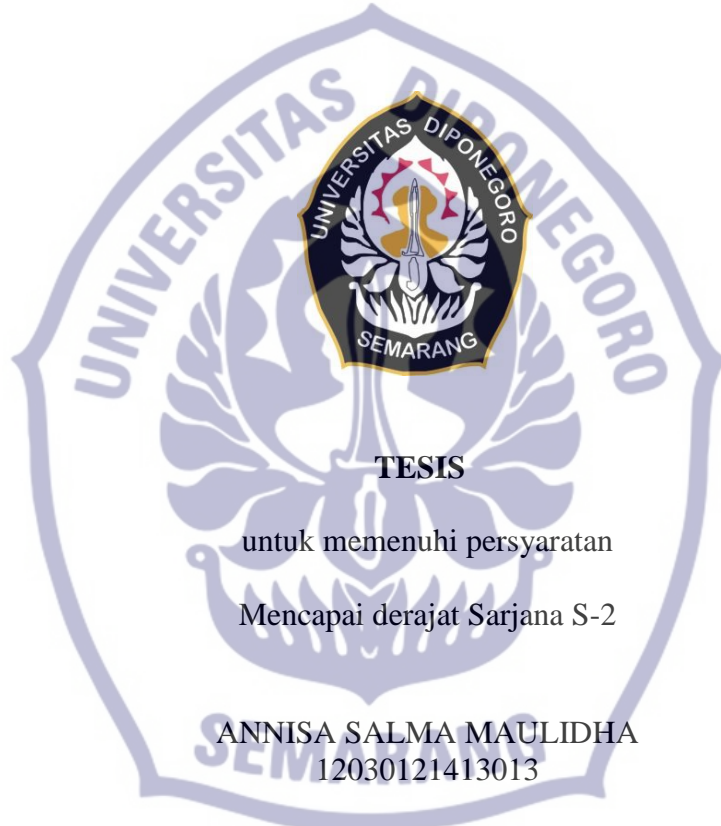 UNIVERSITAS DIPONEGORO
UNIVERSITAS DIPONEGORO
SEMARANG
TESIS
untuk memenuhi persyaratan
Mencapai derajat Sarjana S-2
ANNISA SALMA MAULIDHA
12030121413013
SEMARANG